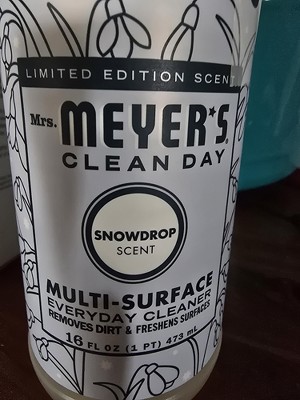 LIMITED EDITION SCENT
Mrs. MEYER'S
CLEAN DAY
SNOWDROP
SCENT
MULTI-SURFACE
EVERYDAY CLEANER
REMOVES DIRT & FRESHENS SURFACES
16 FL OZ (1 PT) 473 mL